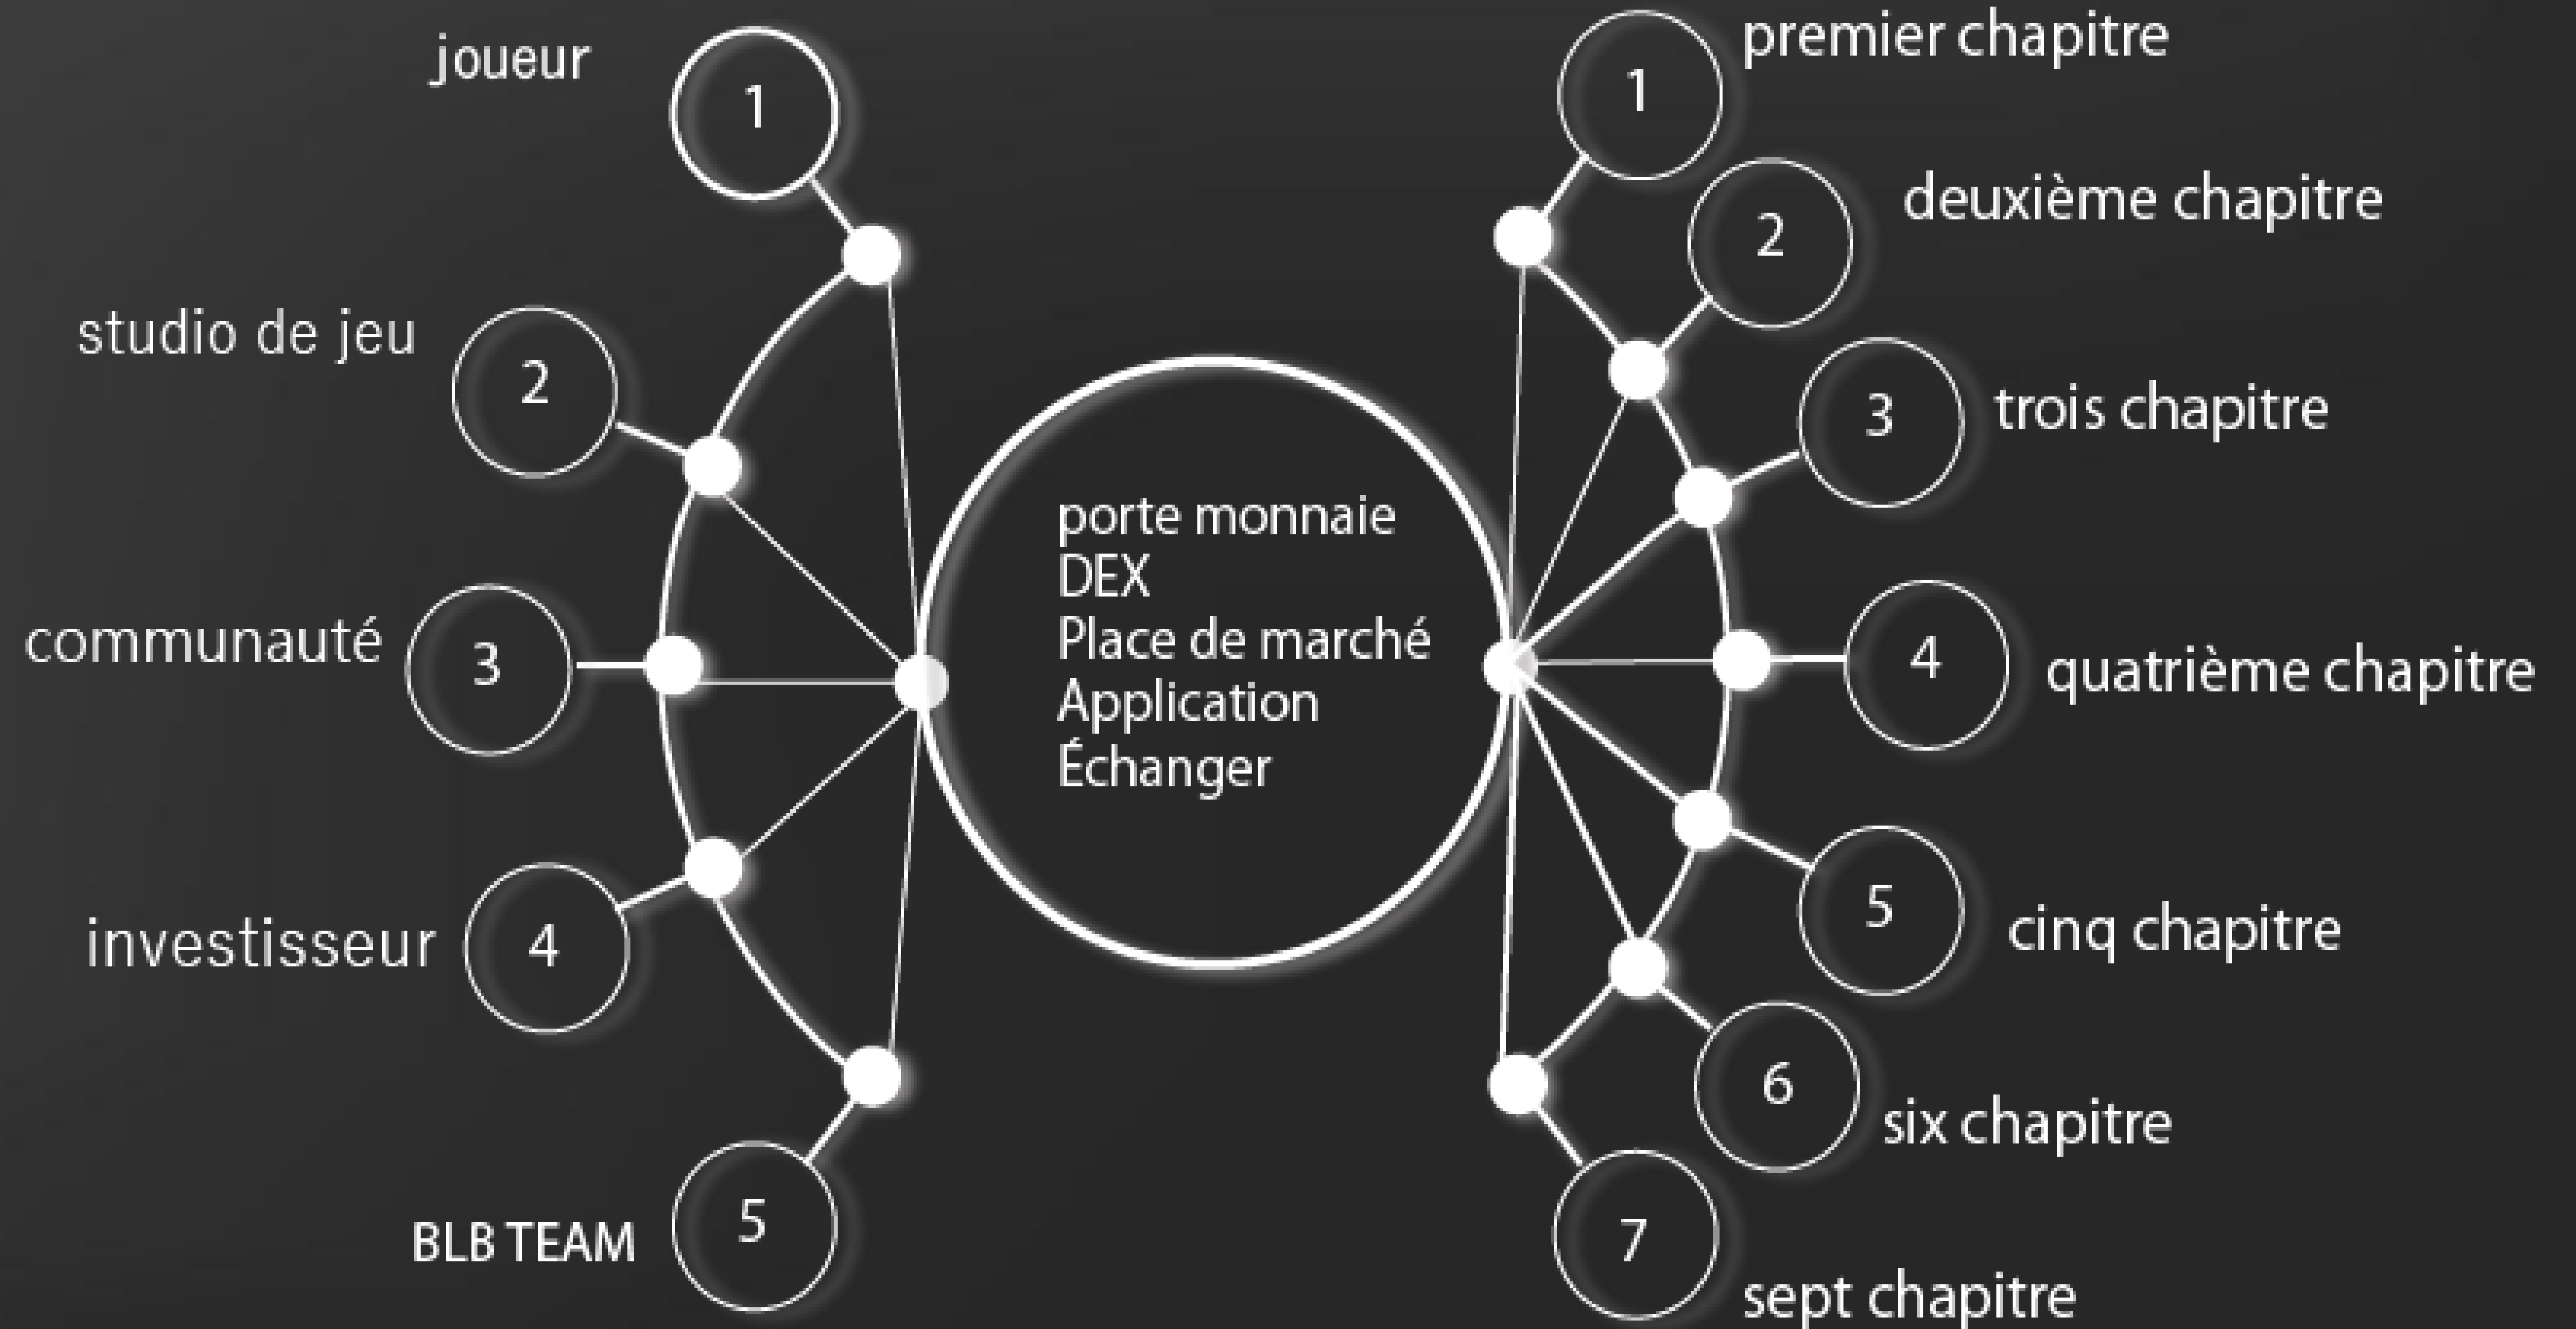 joueur
1
studio de jeu
2
communauté
3
investisseur
4
BLB TEAM
5
porte monnaie
DEX
Place de marché
Application
Échanger
1
premier chapitre
2
deuxième chapitre
3
trois chapitre
4
quatrième chapitre
5
cinq chapitre
6
six chapitre
7
sept chapitre